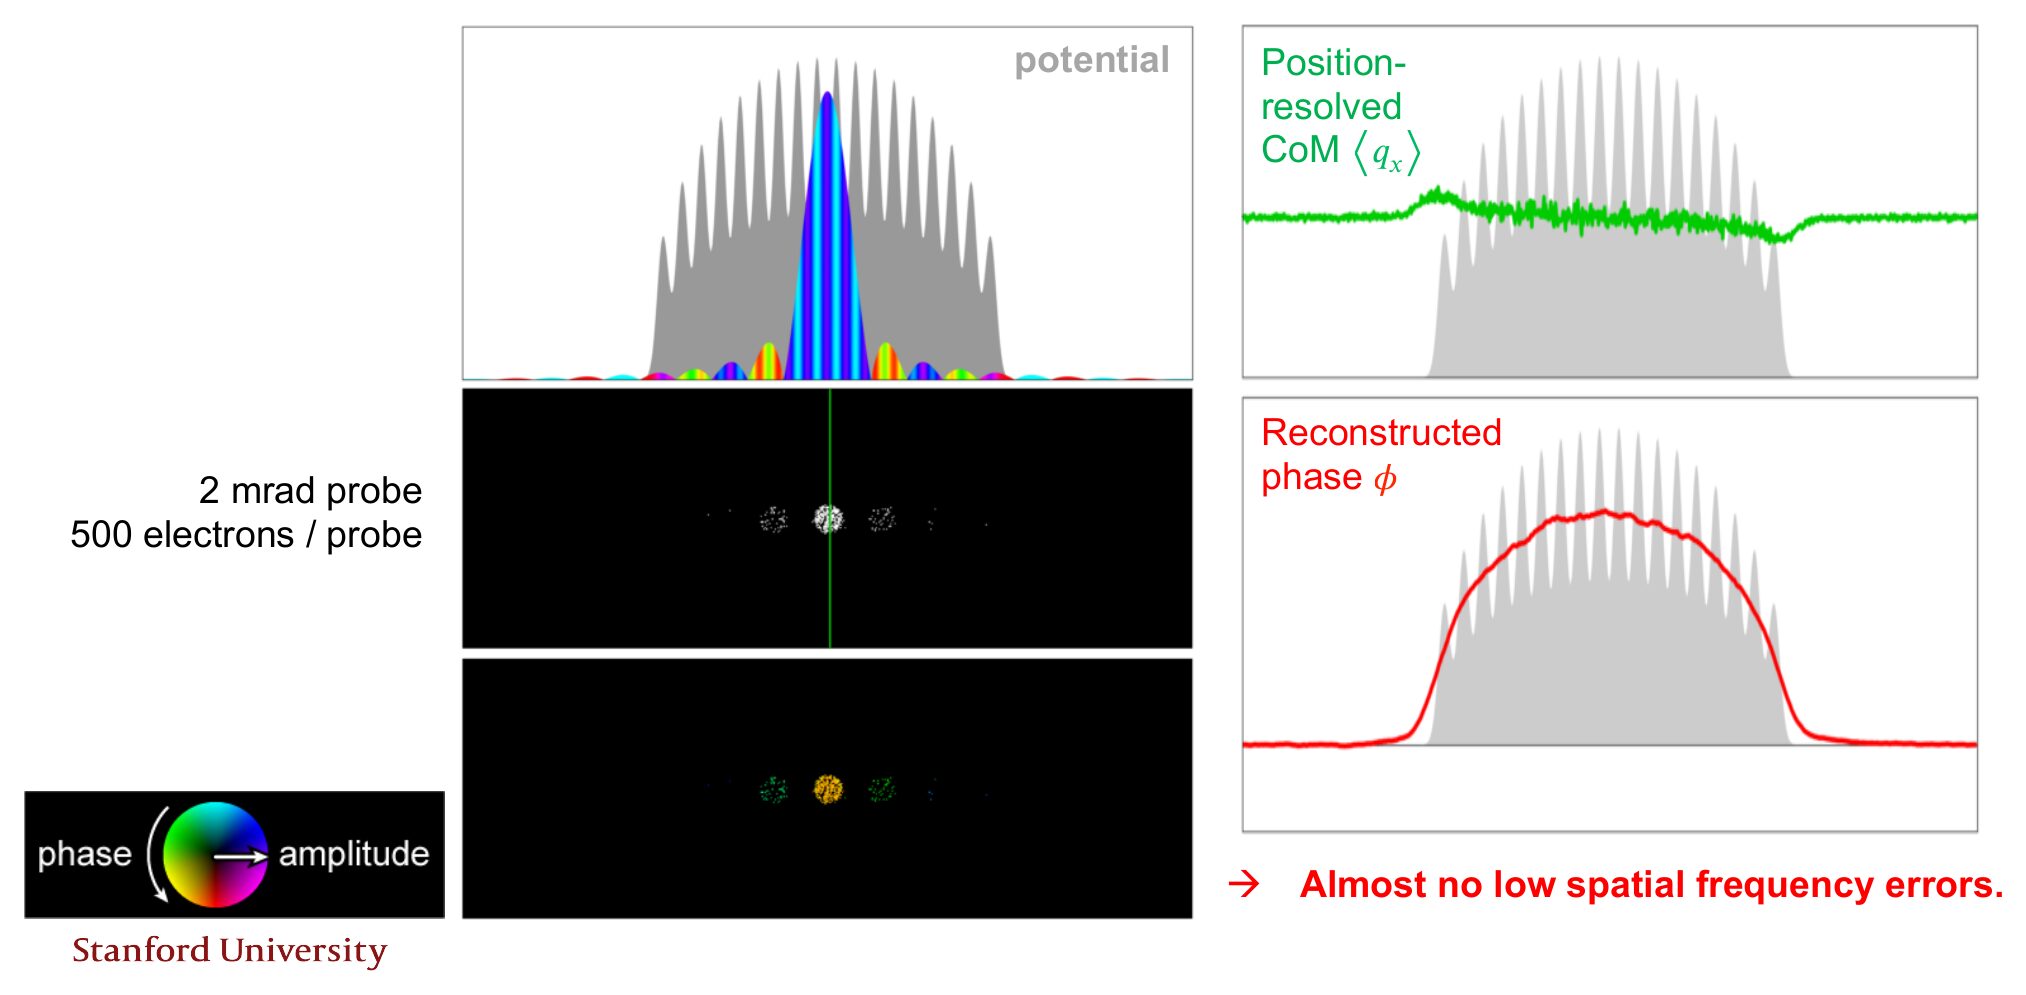 potential
Position-
resolved
CoM ⟨qₓ⟩
2 mrad probe
500 electrons / probe
Reconstructed
phase ϕ
phase
amplitude
→ Almost no low spatial frequency errors.
Stanford University